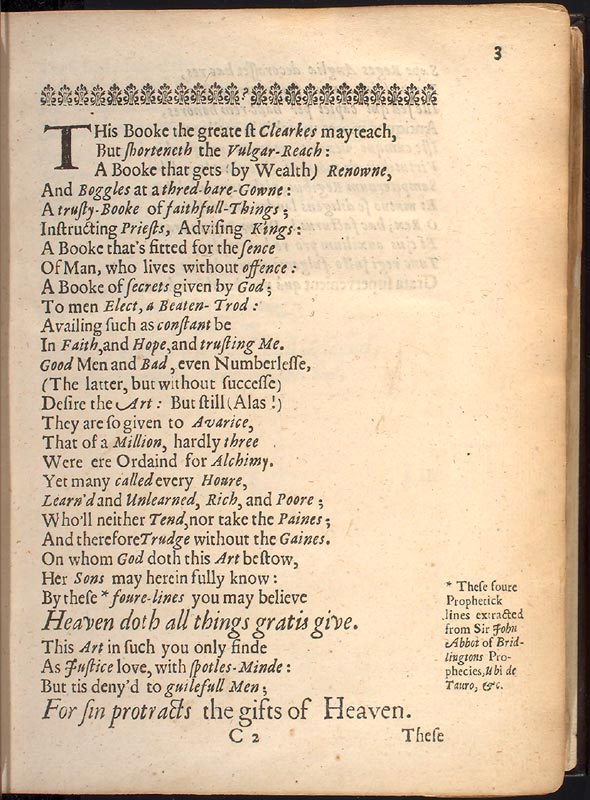 3
THis Booke the greateſt Clearkes may teach,
But ſhorteneth the Vulgar-Reach:
A Booke that gets (by Wealth) Renowne,
And Boggles at a thred-bare-Gowne:
A truſty-Booke of faithfull-Things;
Inſtructing Prieſts, Adviſing Kings:
A Booke that's fitted for the ſence
Of Man, who lives without offence:
A Booke of ſecrets given by God;
To men Elect, a Beaten-Trod:
Availing ſuch as conſtant be
In Faith, and Hope, and truſting Me.
Good Men and Bad, even Numberleſſe,
(The latter, but without ſucceſſe)
Deſire the Art: But ſtill (Alas!)
They are ſo given to Avarice,
That of a Million, hardly three
Were ere Ordaind for Alchimy.
Yet many called every Houre,
Learn'd and Unlearned, Rich, and Poore;
Who'll neither Tend, nor take the Paines;
And therefore Trudge without the Gaines.
On whom God doth this Art beſtow,
Her Sons may herein fully know:
By theſe * foure-lines you may believe
Heaven doth all things gratis give.
This Art in ſuch you only finde
As Juſtice love, with ſpotles-Minde:
But tis deny'd to guilefull Men;
For ſin protracts the gifts of Heaven.
* Theſe foure
Prophetick
lines extracted
from Sir John
Abbot of Brid-
lingtons Pro-
phecies, Ubi de
Tauro, &c.
C 2
Theſe